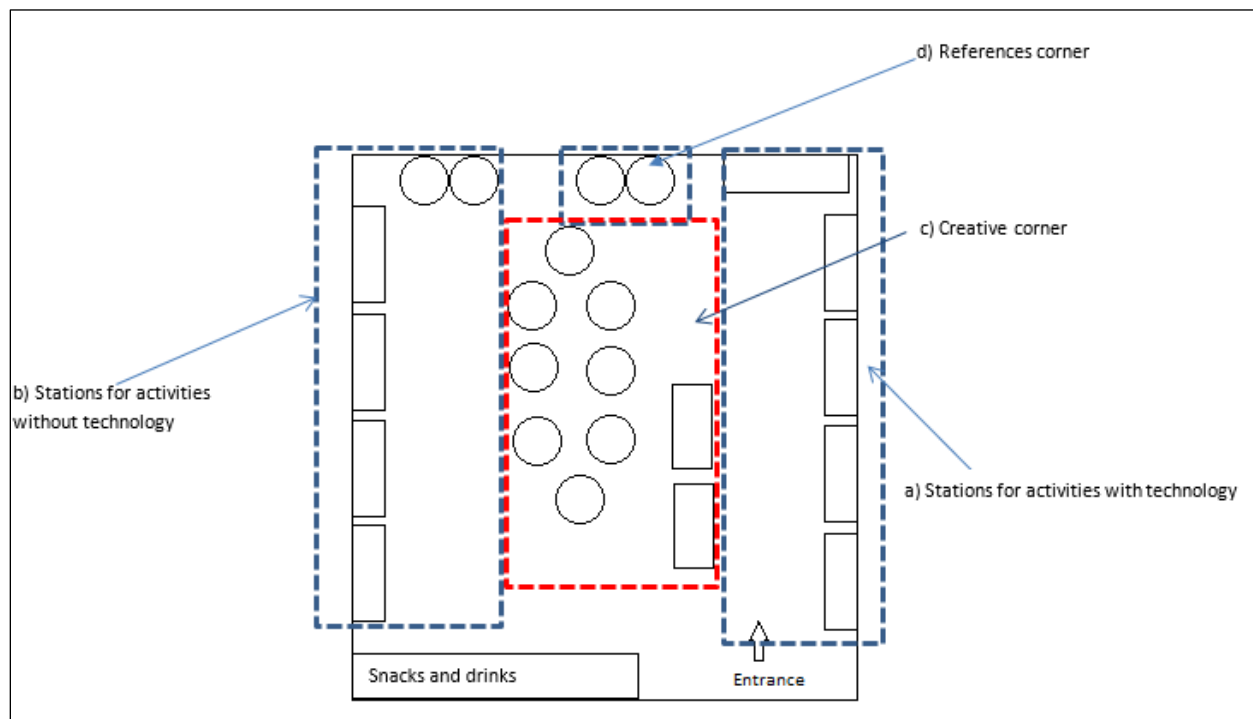 d) References corner
c) Creative corner
b) Stations for activities
without technology
a) Stations for activities with technology
Snacks and drinks
Entrance